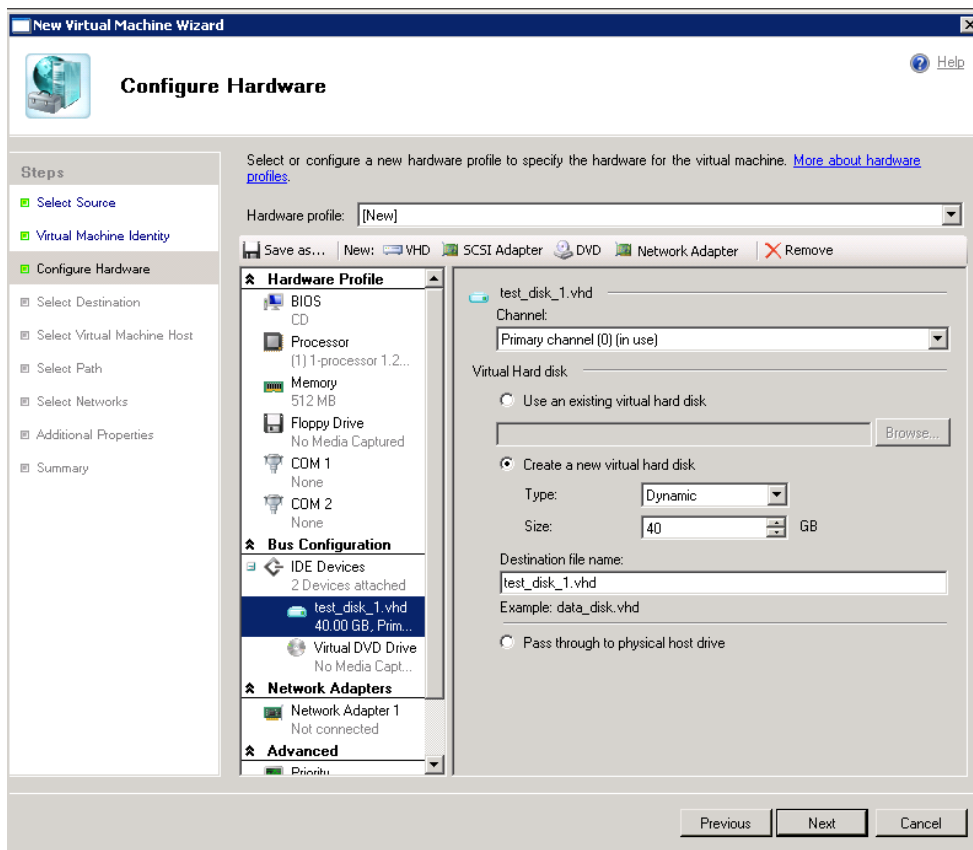 New Virtual Machine Wizard
Configure Hardware
Help
Steps
Select Source
Virtual Machine Identity
Configure Hardware
Select Destination
Select Virtual Machine Host
Select Path
Select Networks
Additional Properties
Summary
Select or configure a new hardware profile to specify the hardware for the virtual machine. More about hardware
profiles.
Hardware profile: [New]
Save as... New: VHD SCSI Adapter DVD Network Adapter Remove
Hardware Profile
BIOS
CD
Processor
(1) 1-processor 1.2...
Memory
512 MB
Floppy Drive
No Media Captured
COM 1
None
COM 2
None
Bus Configuration
IDE Devices
2 Devices attached
test_disk_1.vhd
40.00 GB, Prim...
Virtual DVD Drive
No Media Capt...
Network Adapters
Network Adapter 1
Not connected
Advanced
Priority
test_disk_1.vhd
Channel:
Primary channel (0) (in use)
Virtual Hard disk
Use an existing virtual hard disk
Browse...
Create a new virtual hard disk
Type: Dynamic
Size: 40 GB
Destination file name:
test_disk_1.vhd
Example: data_disk.vhd
Pass through to physical host drive
Previous Next Cancel